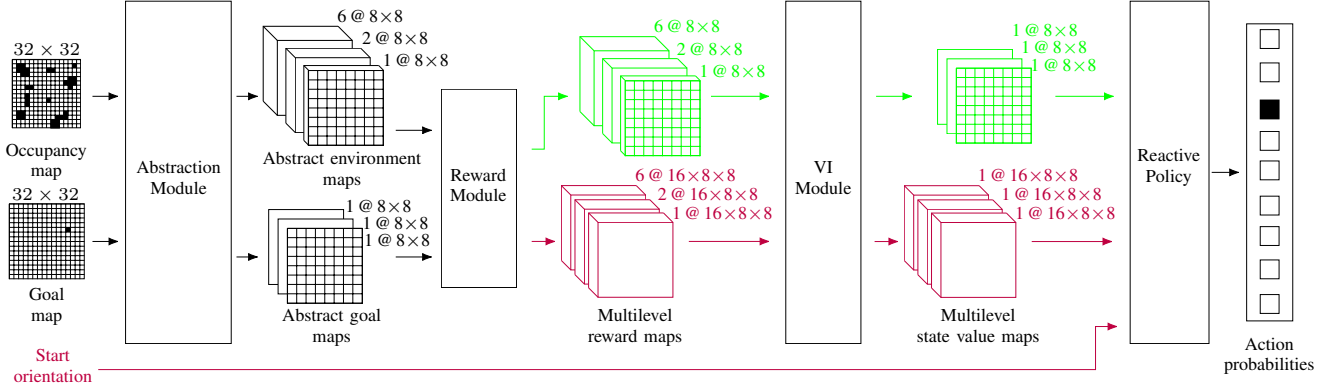 32 × 32
Occupancy
map
32 × 32
Goal
map
Start
orientation
Abstraction
Module
6 @ 8×8
2 @ 8×8
1 @ 8×8
Abstract environment
maps
1 @ 8×8
1 @ 8×8
1 @ 8×8
Abstract goal
maps
Reward
Module
6 @ 8×8
2 @ 8×8
1 @ 8×8
6 @ 16×8×8
2 @ 16×8×8
1 @ 16×8×8
Multilevel
reward maps
VI
Module
1 @ 8×8
1 @ 8×8
1 @ 8×8
1 @ 16×8×8
1 @ 16×8×8
1 @ 16×8×8
Multilevel
state value maps
Reactive
Policy
Action
probabilities